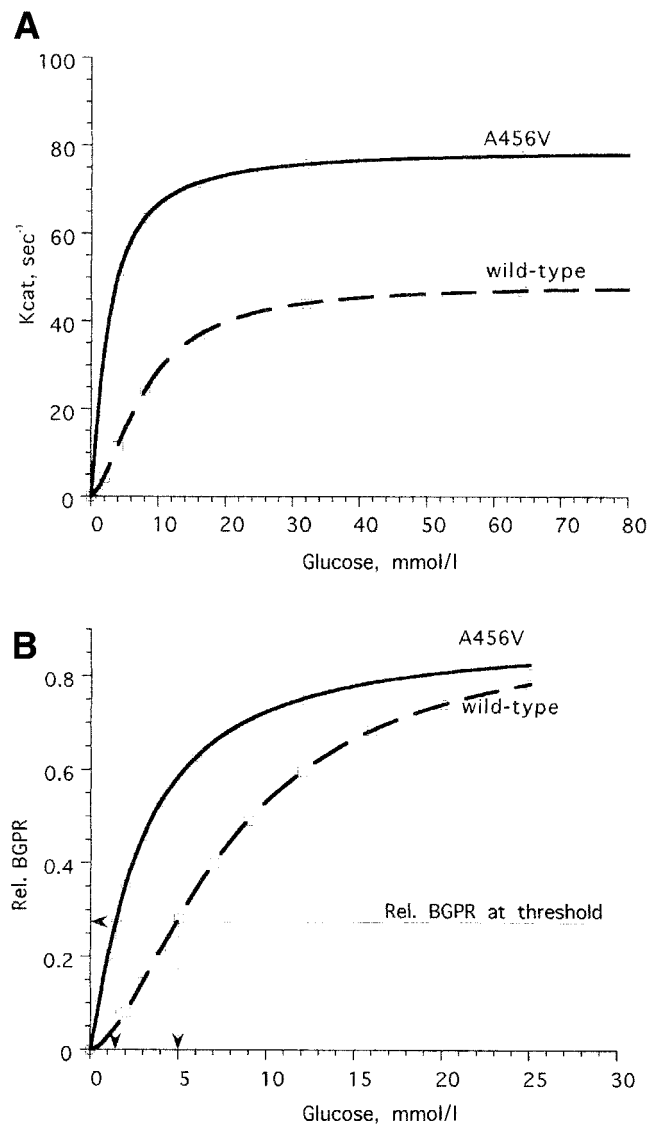 A
100
80
60
40
20
0
Kcat, sec⁻¹
A456V
wild-type
0 10 20 30 40 50 60 70 80
Glucose, mmol/l
B
0.8
0.6
0.4
0.2
0
Rel. BGPR
A456V
wild-type
Rel. BGPR at threshold
0 5 10 15 20 25 30
Glucose, mmol/l